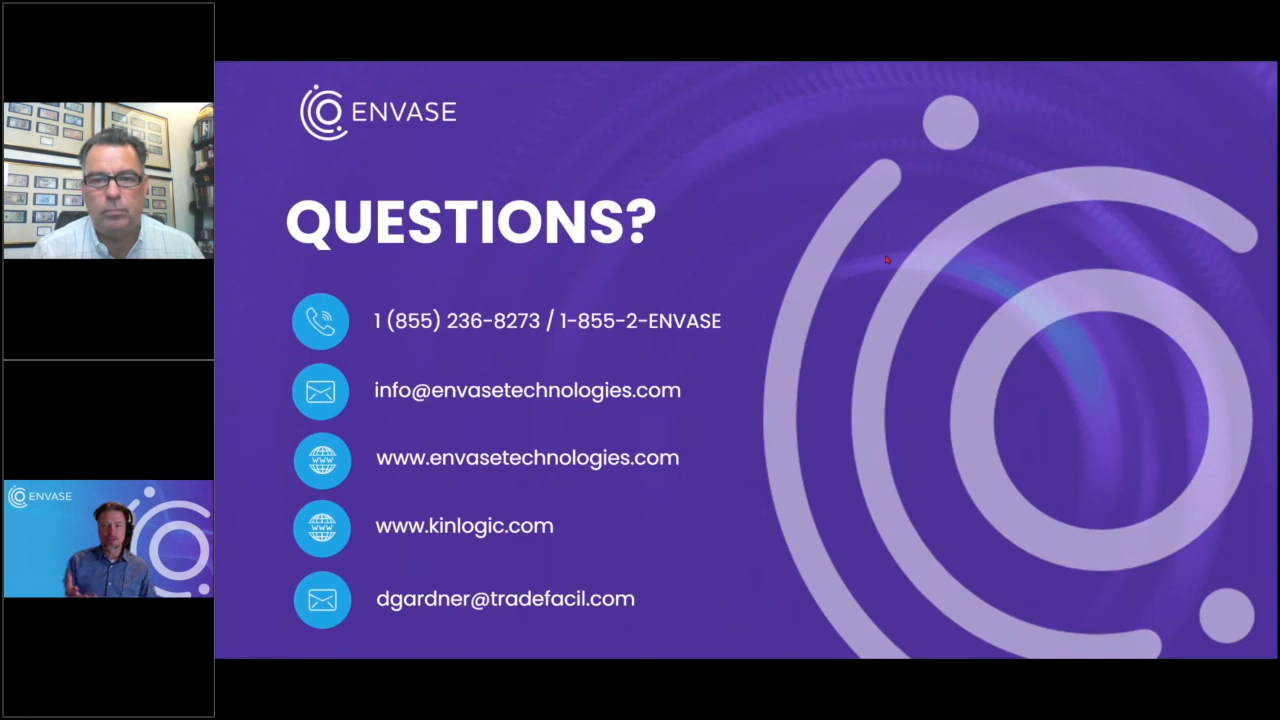 ENVASE
QUESTIONS?
1 (855) 236-8273 / 1-855-2-ENVASE
info@envasetechnologies.com
www.envasetechnologies.com
www.kinlogic.com
dgardner@tradefacil.com
ENVASE